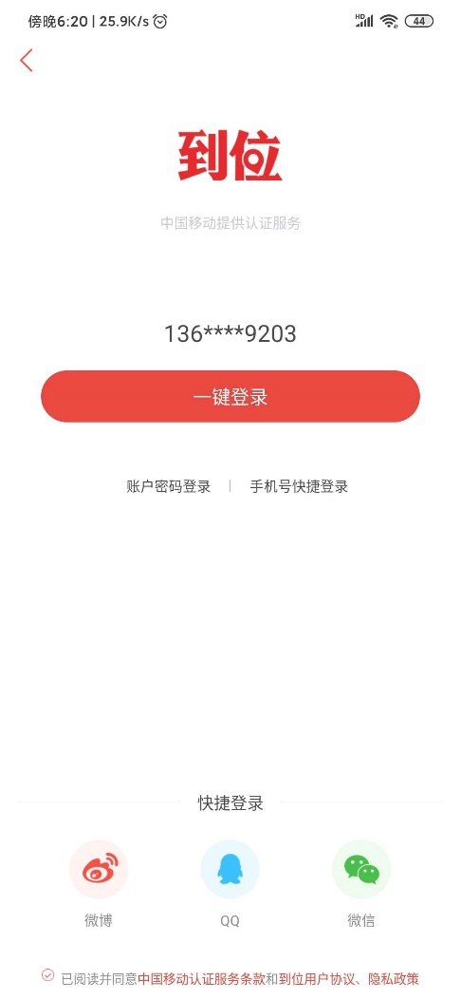 傍晚6:20 | 25.9K/s
HD
44
到位
中国移动提供认证服务
136****9203
一键登录
账户密码登录 | 手机号快捷登录
快捷登录
微博 QQ 微信
已阅读并同意中国移动认证服务条款和到位用户协议、隐私政策